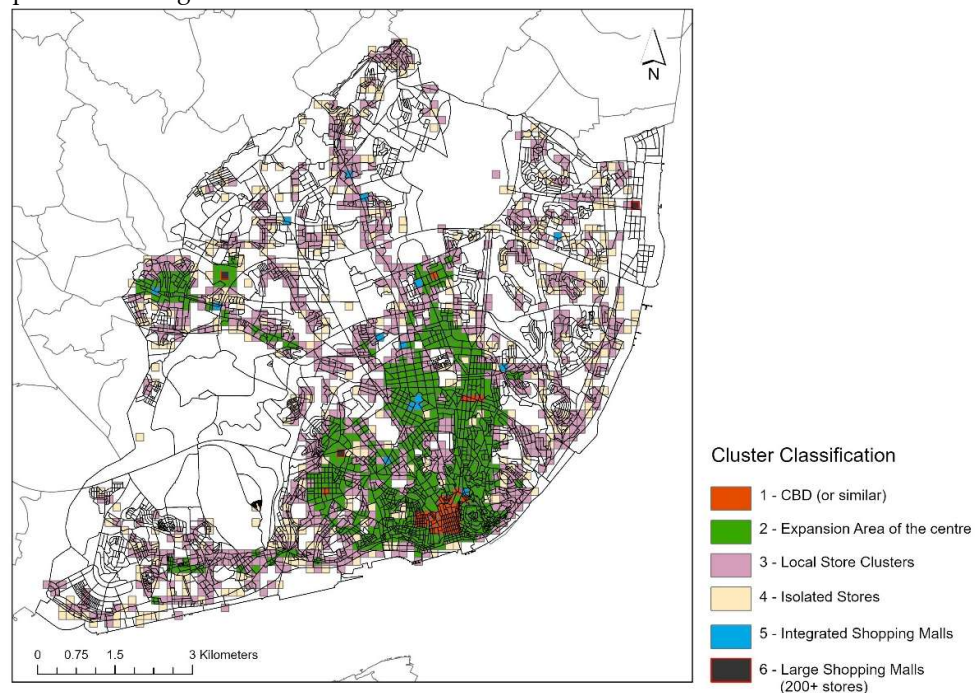 N
0 0.75 1.5 3 Kilometers
Cluster Classification
1 - CBD (or similar)
2 - Expansion Area of the centre
3 - Local Store Clusters
4 - Isolated Stores
5 - Integrated Shopping Malls
6 - Large Shopping Malls
(200+ stores)